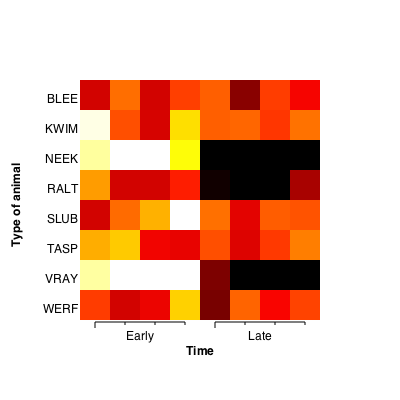 BLEE
KWIM
NEEK
RALT
SLUB
TASP
VRAY
WERF
Type of animal
Early Late
Time